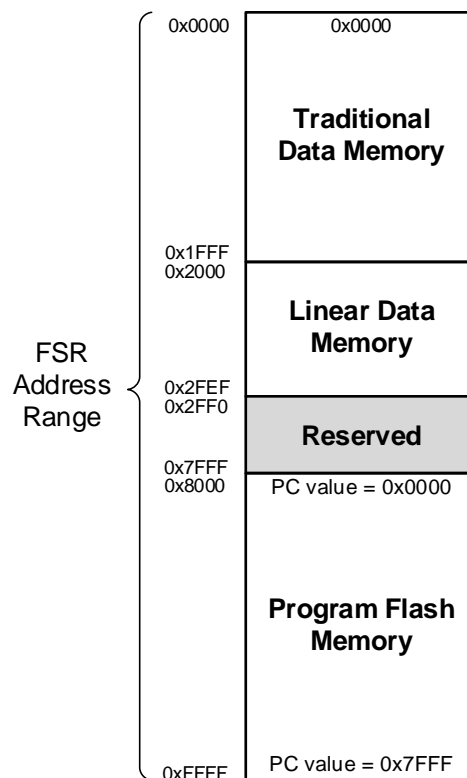 0x0000
0x0000
Traditional
Data Memory
0x1FFF
0x2000
Linear Data
Memory
FSR
Address
Range
0x2FEF
0x2FF0
Reserved
0x7FFF
0x8000
PC value = 0x0000
Program Flash
Memory
PC value = 0x7FFF
0xFFFF